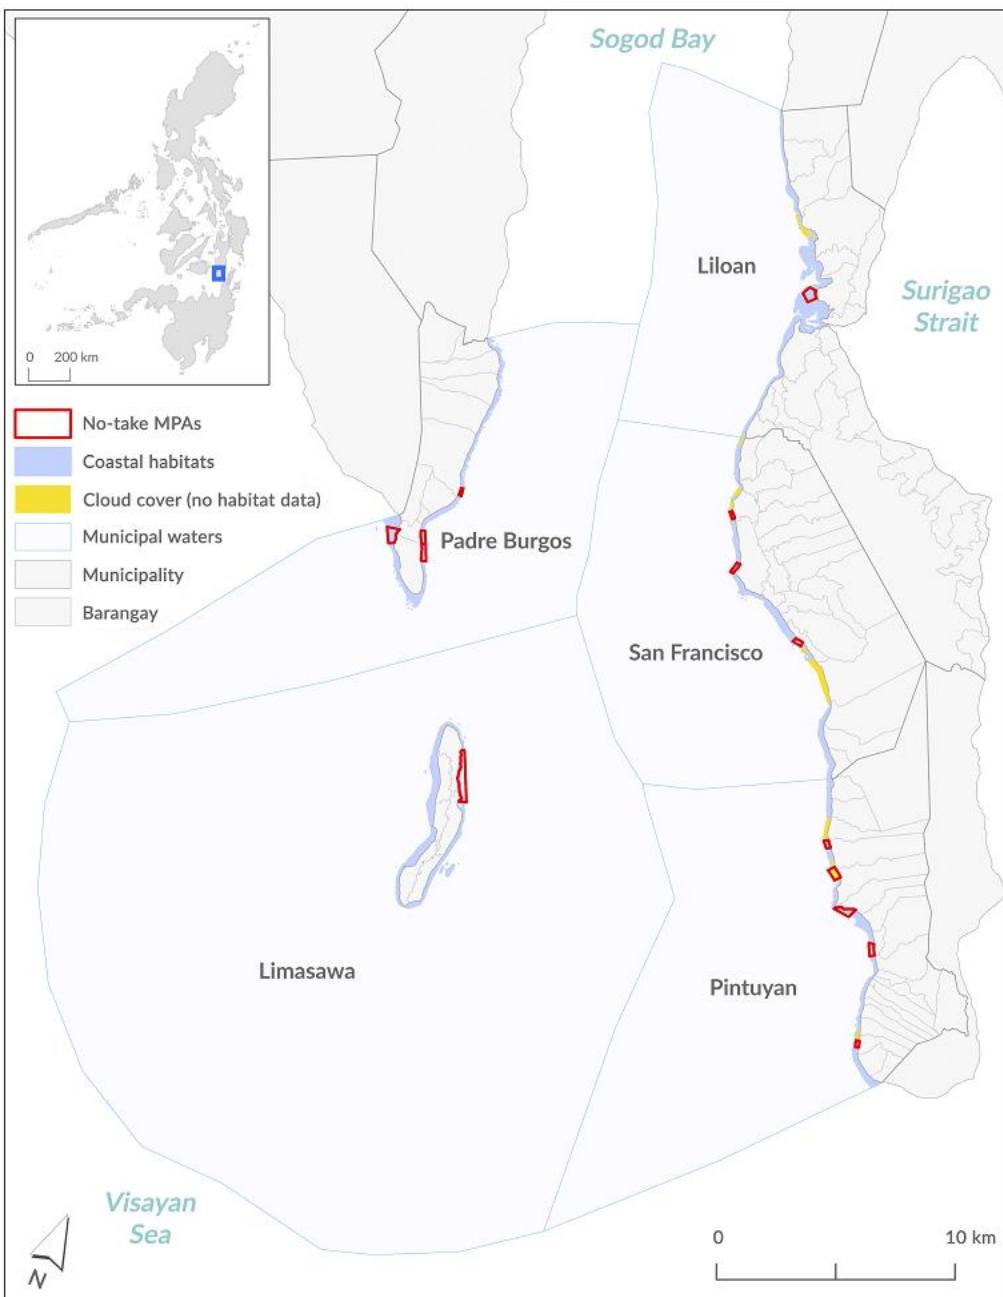 Sogod Bay
0 200 km
No-take MPAs
Coastal habitats
Cloud cover (no habitat data)
Municipal waters
Municipality
Barangay
Liloan
Surigao
Strait
Padre Burgos
San Francisco
Limasawa
Pintuyan
Visayan
Sea
N
0 10 km